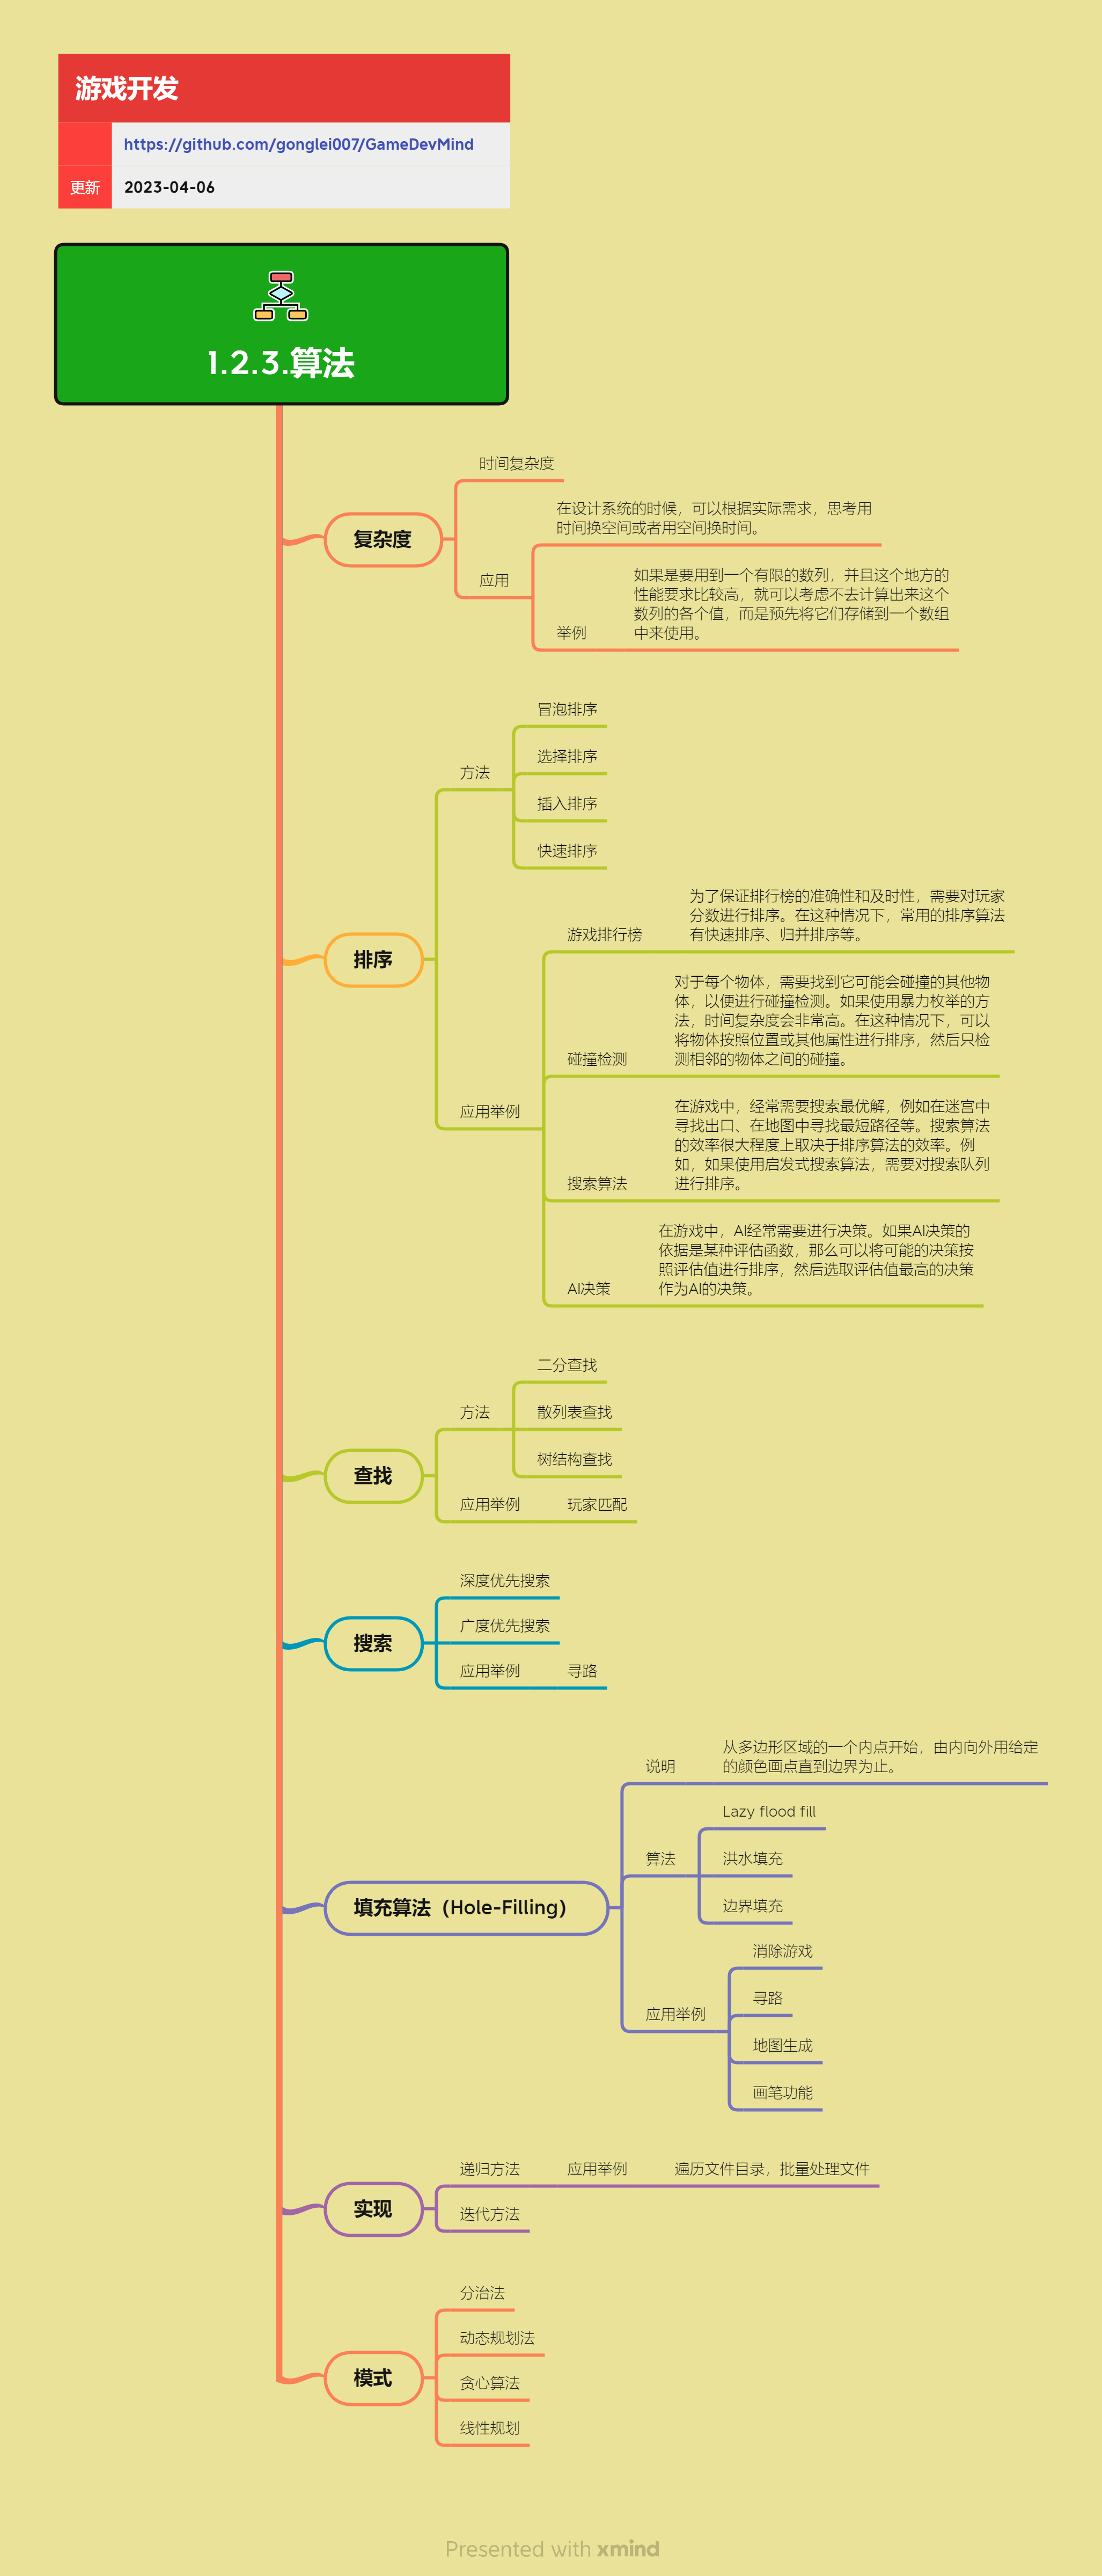 游戏开发
https://github.com/gonglei007/GameDevMind
更新
2023-04-06
1.2.3.算法
复杂度
时间复杂度
应用
在设计系统的时候，可以根据实际需求，思考用
时间换空间或者用空间换时间。
举例
如果是要用到一个有限的数列，并且这个地方的
性能要求比较高，就可以考虑不去计算出来这个
数列的各个值，而是预先将它们存储到一个数组
中来使用。
排序
方法
冒泡排序
选择排序
插入排序
快速排序
应用举例
游戏排行榜
为了保证排行榜的准确性和及时性，需要对玩家
分数进行排序。在这种情况下，常用的排序算法
有快速排序、归并排序等。
碰撞检测
对于每个物体，需要找到它可能会碰撞的其他物
体，以便进行碰撞检测。如果使用暴力枚举的方
法，时间复杂度会非常高。在这种情况下，可以
将物体按照位置或其他属性进行排序，然后只检
测相邻的物体之间的碰撞。
搜索算法
在游戏中，经常需要搜索最优解，例如在迷宫中
寻找出口、在地图中寻找最短路径等。搜索算法
的效率很大程度上取决于排序算法的效率。例
如，如果使用启发式搜索算法，需要对搜索队列
进行排序。
AI决策
在游戏中，AI经常需要进行决策。如果AI决策的
依据是某种评估函数，那么可以将可能的决策按
照评估值进行排序，然后选取评估值最高的决策
作为AI的决策。
查找
方法
二分查找
散列表查找
树结构查找
应用举例
玩家匹配
搜索
深度优先搜索
广度优先搜索
应用举例
寻路
填充算法（Hole-Filling）
说明
从多边形区域的一个内点开始，由内向外用给定
的颜色画点直到边界为止。
算法
Lazy flood fill
洪水填充
边界填充
应用举例
消除游戏
寻路
地图生成
画笔功能
实现
递归方法
应用举例
遍历文件目录，批量处理文件
迭代方法
模式
分治法
动态规划法
贪心算法
线性规划
Presented with xmind